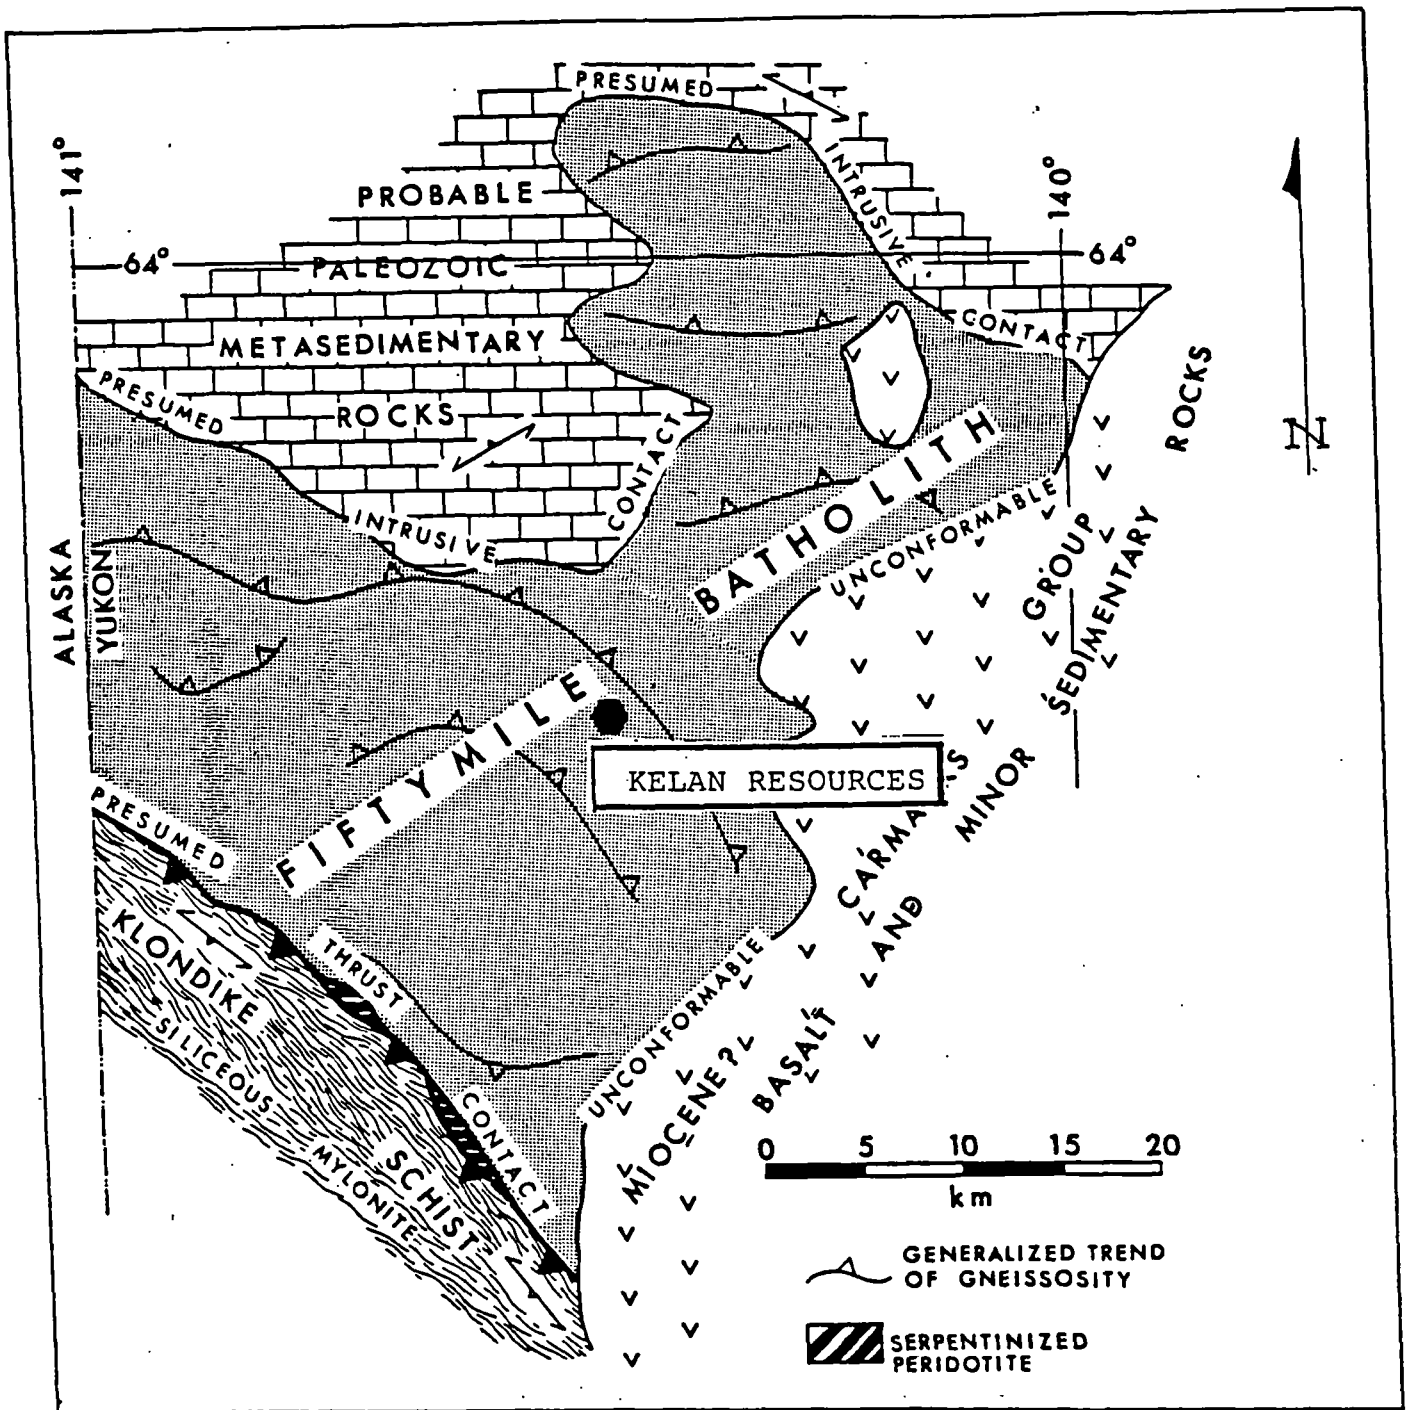 PRESUMED
INTRUSIVE
CONTACT
141°
140°
64°
64°
PROBABLE
PALEOZOIC
METASEDIMENTARY
ROCKS
PRESUMED
INTRUSIVE
CONTACT
ALASKA
YUKON
FIFTYMILE
BATHOLITH
UNCONFORMABLE
KELAN RESOURCES
CARMACKS GROUP
MIOCENE? BASALT AND MINOR SEDIMENTARY ROCKS
UNCONFORMABLE
PRESUMED
THRUST
CONTACT
KLONDIKE
SCHIST
SILICEOUS
MYLONITE
N
0 5 10 15 20
km
GENERALIZED TREND
OF GNEISSOSITY
SERPENTINIZED
PERIDOTITE